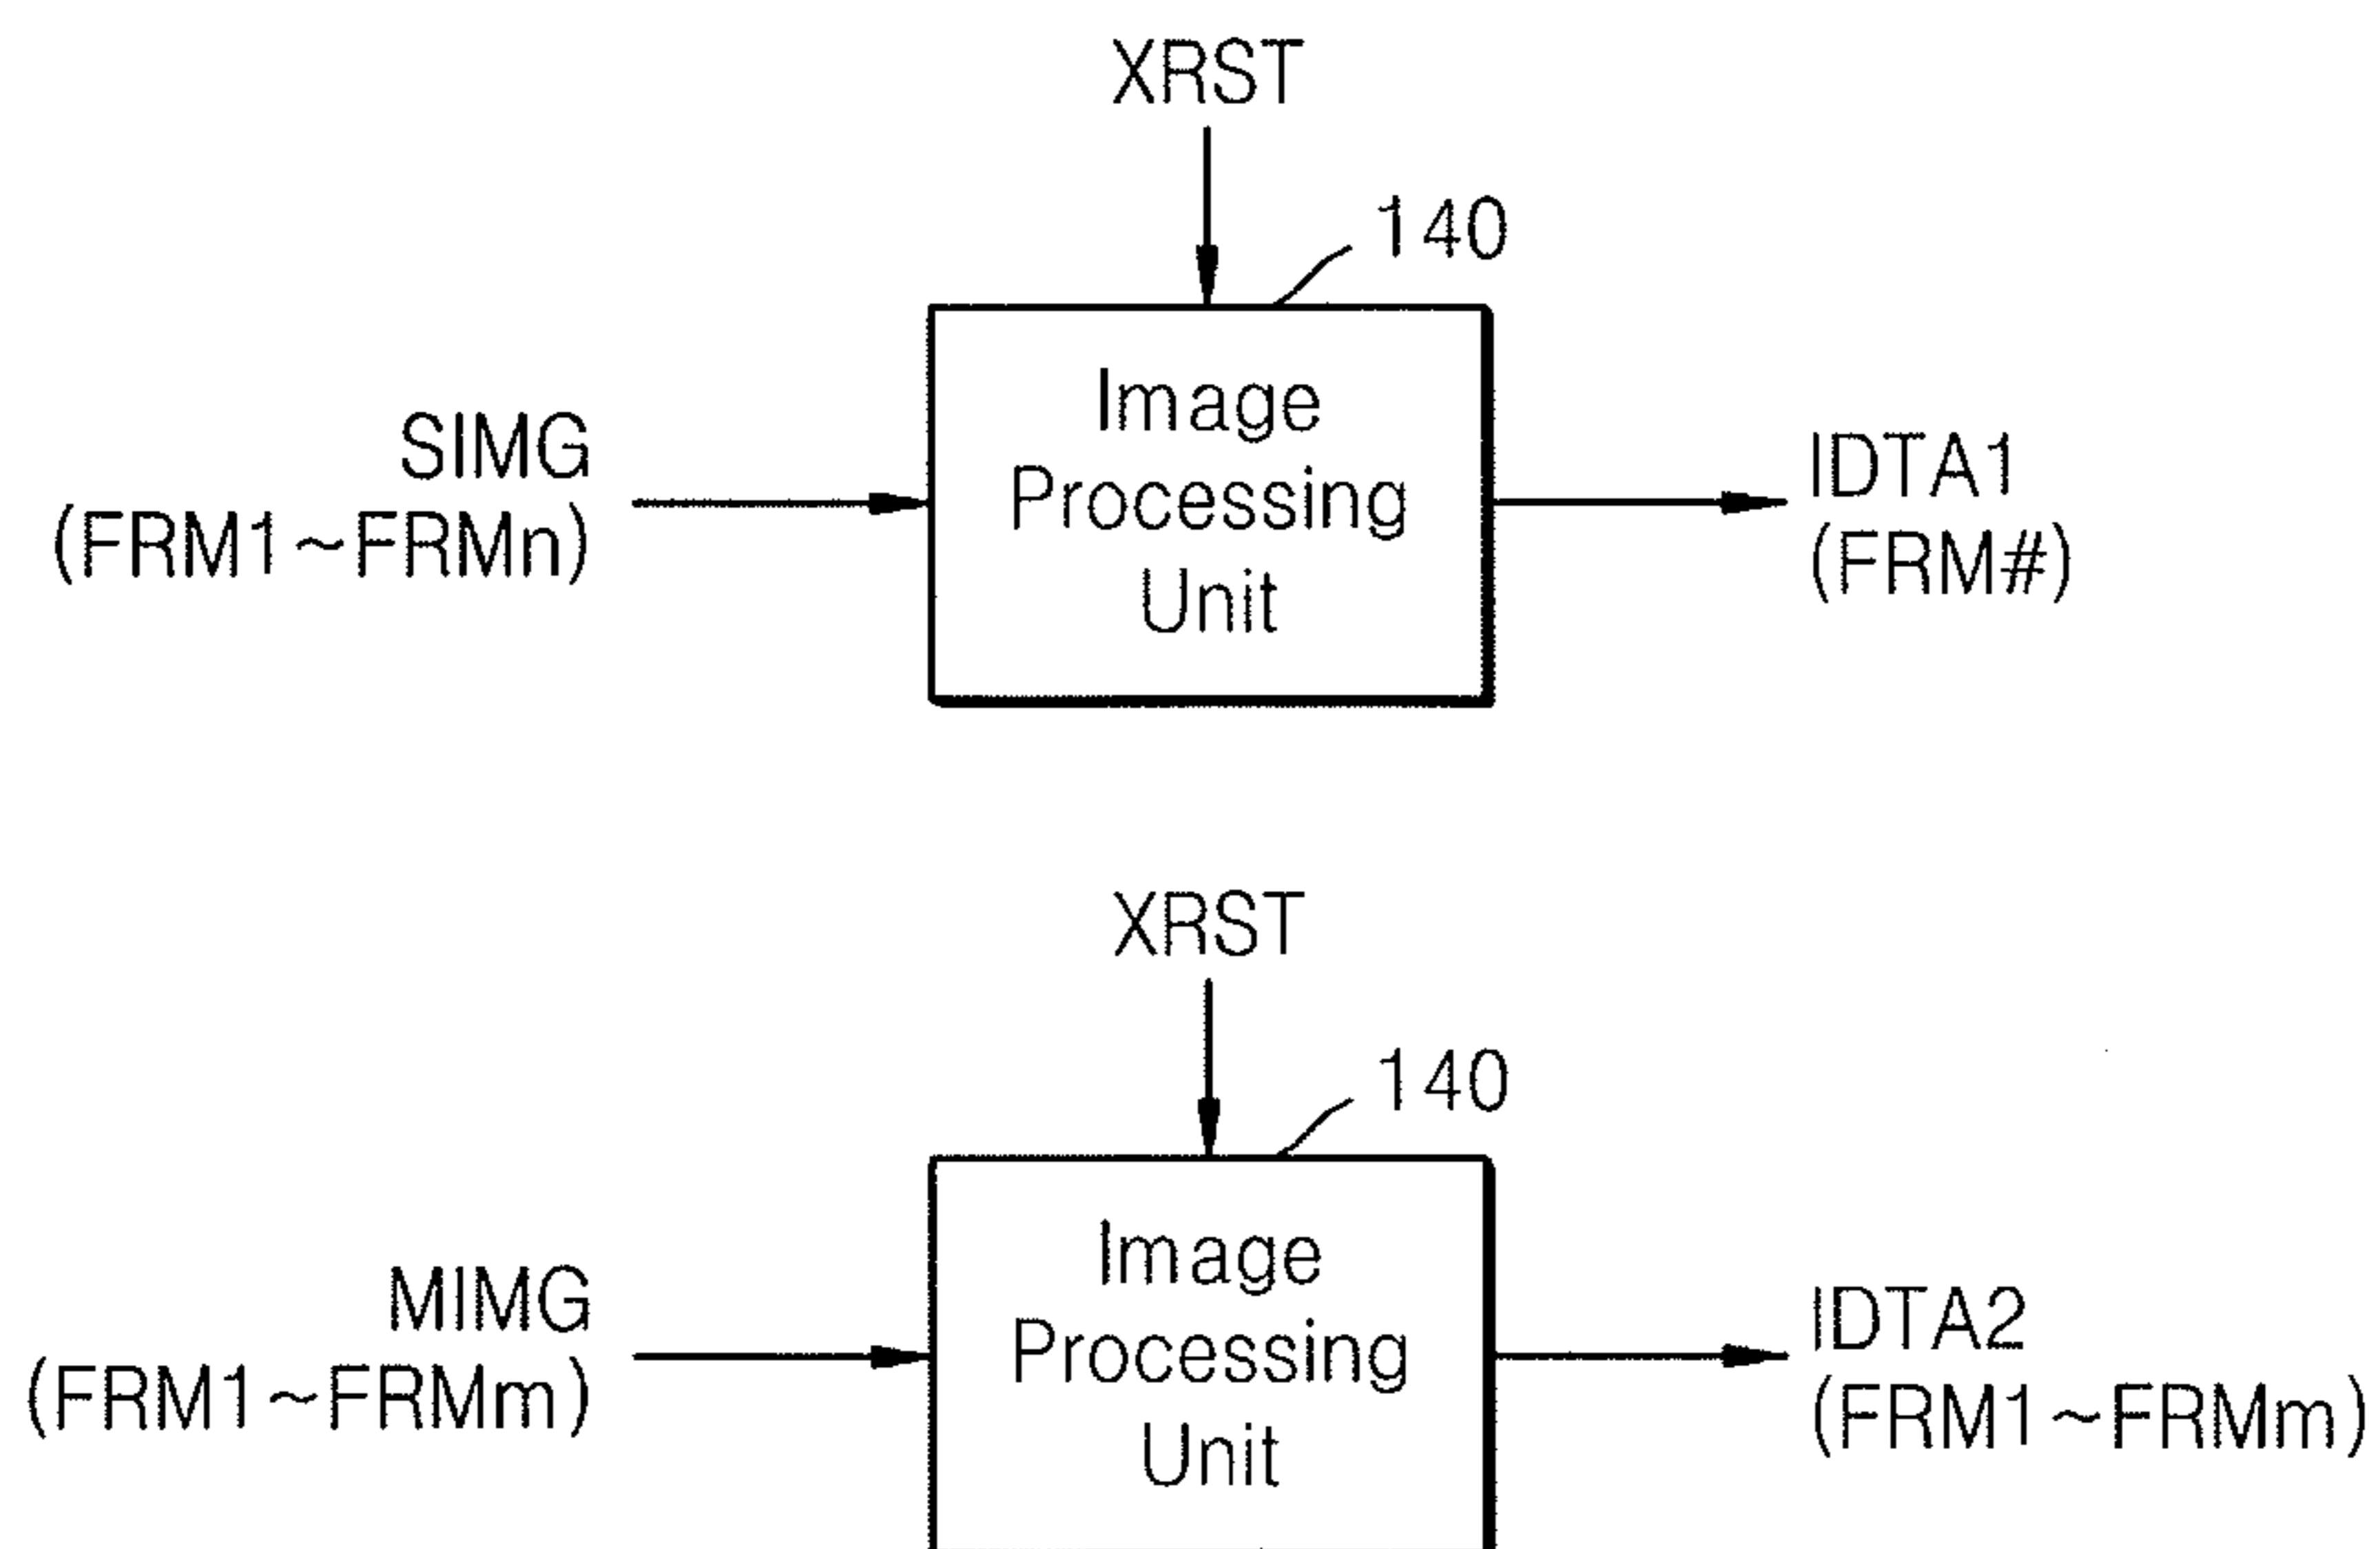 XRST
140
Image
Processing
Unit
SIMG
(FRM1~FRMn)
IDTA1
(FRM#)
XRST
140
Image
Processing
Unit
MIMG
(FRM1~FRMm)
IDTA2
(FRM1~FRMm)